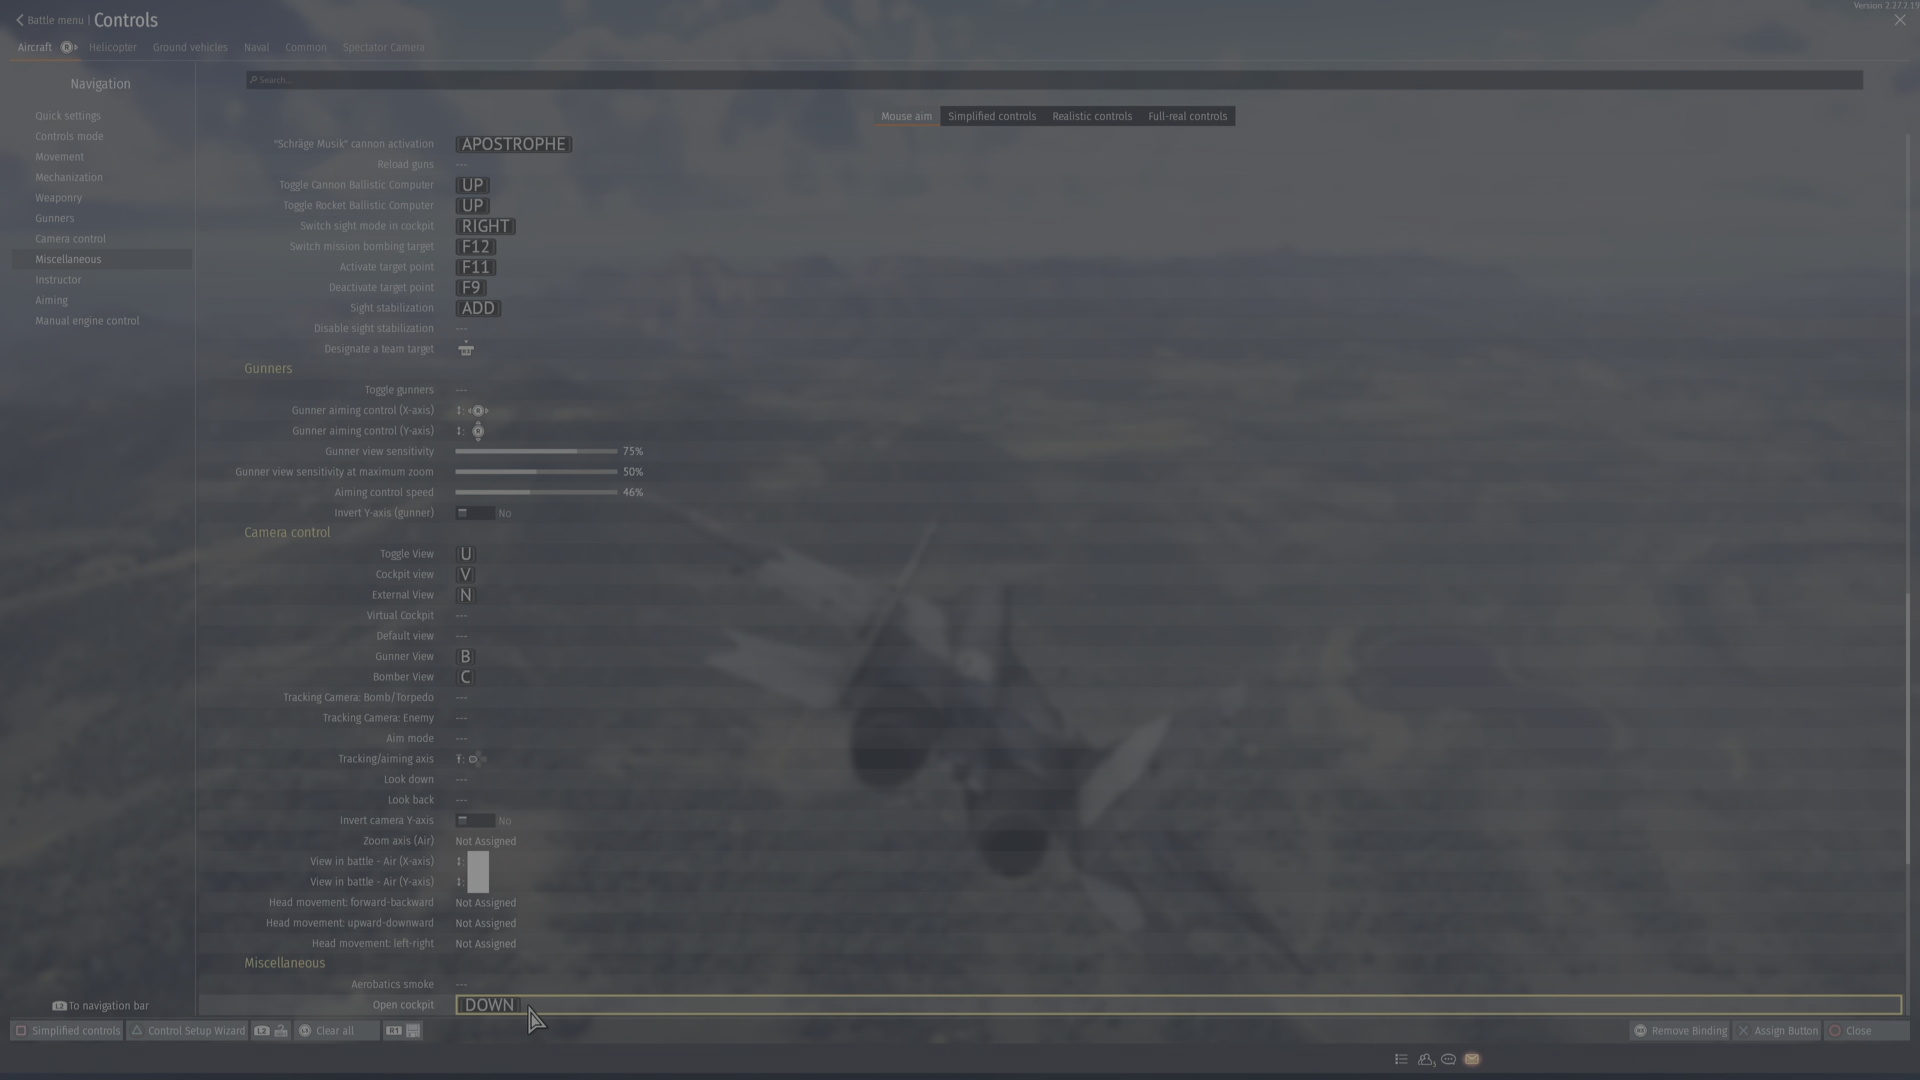 Version 2.27.2.19
Battle menu | Controls
Aircraft R Helicopter Ground vehicles Naval Common Spectator Camera
Navigation
Quick settings
Controls mode
Movement
Mechanization
Weaponry
Gunners
Camera control
Miscellaneous
Instructor
Aiming
Manual engine control
Search...
Mouse aim Simplified controls Realistic controls Full-real controls
"Schräge Musik" cannon activation APOSTROPHE
Reload guns ---
Toggle Cannon Ballistic Computer UP
Toggle Rocket Ballistic Computer UP
Switch sight mode in cockpit RIGHT
Switch mission bombing target F12
Activate target point F11
Deactivate target point F9
Sight stabilization ADD
Disable sight stabilization ---
Designate a team target
Gunners
Toggle gunners ---
Gunner aiming control (X-axis) R
Gunner aiming control (Y-axis) R
Gunner view sensitivity 75%
Gunner view sensitivity at maximum zoom 50%
Aiming control speed 46%
Invert Y-axis (gunner) No
Camera control
Toggle View U
Cockpit view V
External View N
Virtual Cockpit ---
Default view ---
Gunner View B
Bomber View C
Tracking Camera: Bomb/Torpedo ---
Tracking Camera: Enemy ---
Aim mode ---
Tracking/aiming axis
Look down ---
Look back ---
Invert camera Y-axis No
Zoom axis (Air) Not Assigned
View in battle - Air (X-axis)
View in battle - Air (Y-axis)
Head movement: forward-backward Not Assigned
Head movement: upward-downward Not Assigned
Head movement: left-right Not Assigned
Miscellaneous
Aerobatics smoke ---
Open cockpit DOWN
L3 To navigation bar
Simplified controls Control Setup Wizard L2 Clear all R1 Remove Binding Assign Button Close